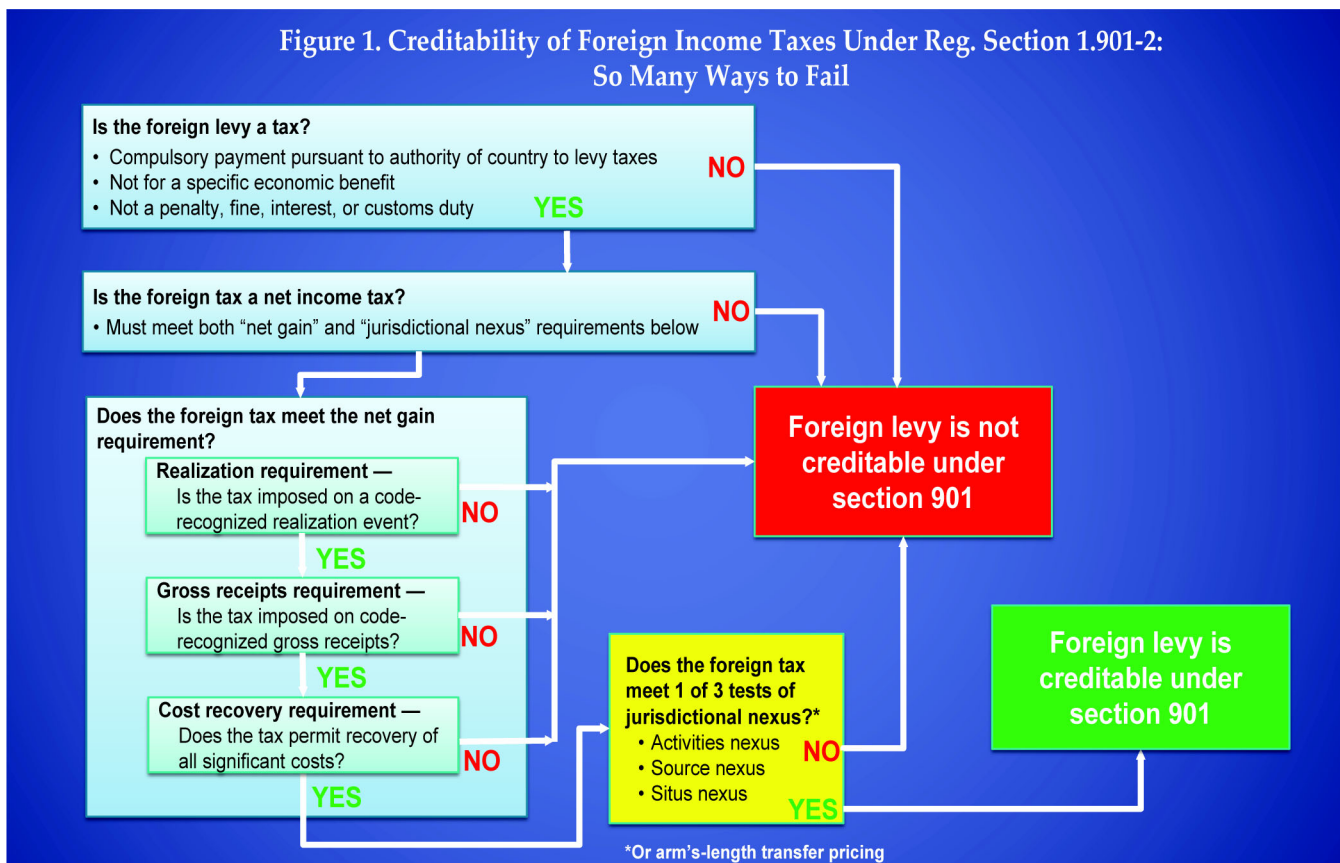 Figure 1. Creditability of Foreign Income Taxes Under Reg. Section 1.901-2:
So Many Ways to Fail
Is the foreign levy a tax?
• Compulsory payment pursuant to authority of country to levy taxes
• Not for a specific economic benefit
• Not a penalty, fine, interest, or customs duty
NO
YES
Is the foreign tax a net income tax?
• Must meet both “net gain” and “jurisdictional nexus” requirements below
NO
Does the foreign tax meet the net gain
requirement?
Realization requirement —
Is the tax imposed on a code-
recognized realization event?
NO
YES
Gross receipts requirement —
Is the tax imposed on code-
recognized gross receipts?
NO
YES
Cost recovery requirement —
Does the tax permit recovery of
all significant costs?
NO
YES
Does the foreign tax
meet 1 of 3 tests of
jurisdictional nexus?*
• Activities nexus
• Source nexus
• Situs nexus
NO
YES
*Or arm’s-length transfer pricing
Foreign levy is not
creditable under
section 901
Foreign levy is
creditable under
section 901